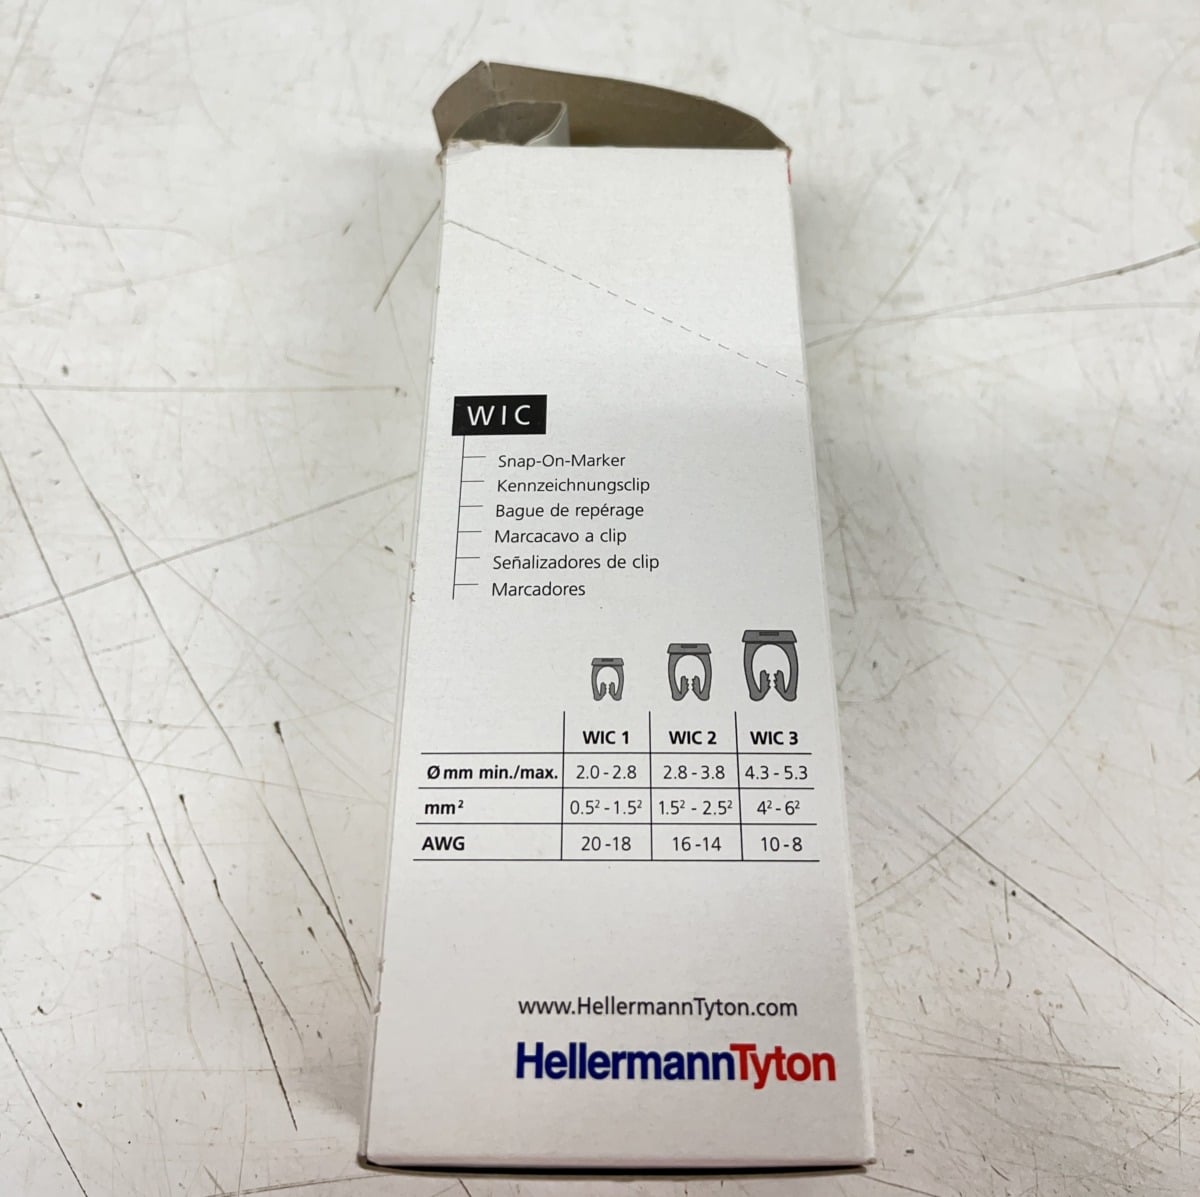 WIC
Snap-On-Marker
Kennzeichnungsclip
Bague de repérage
Marcacavo a clip
Señalizadores de clip
Marcadores
WIC 1 WIC 2 WIC 3
Ø mm min./max. 2.0 - 2.8 2.8 - 3.8 4.3 - 5.3
mm² 0.5² - 1.5² 1.5² - 2.5² 4² - 6²
AWG 20 - 18 16 - 14 10 - 8
www.HellermannTyton.com
HellermannTyton